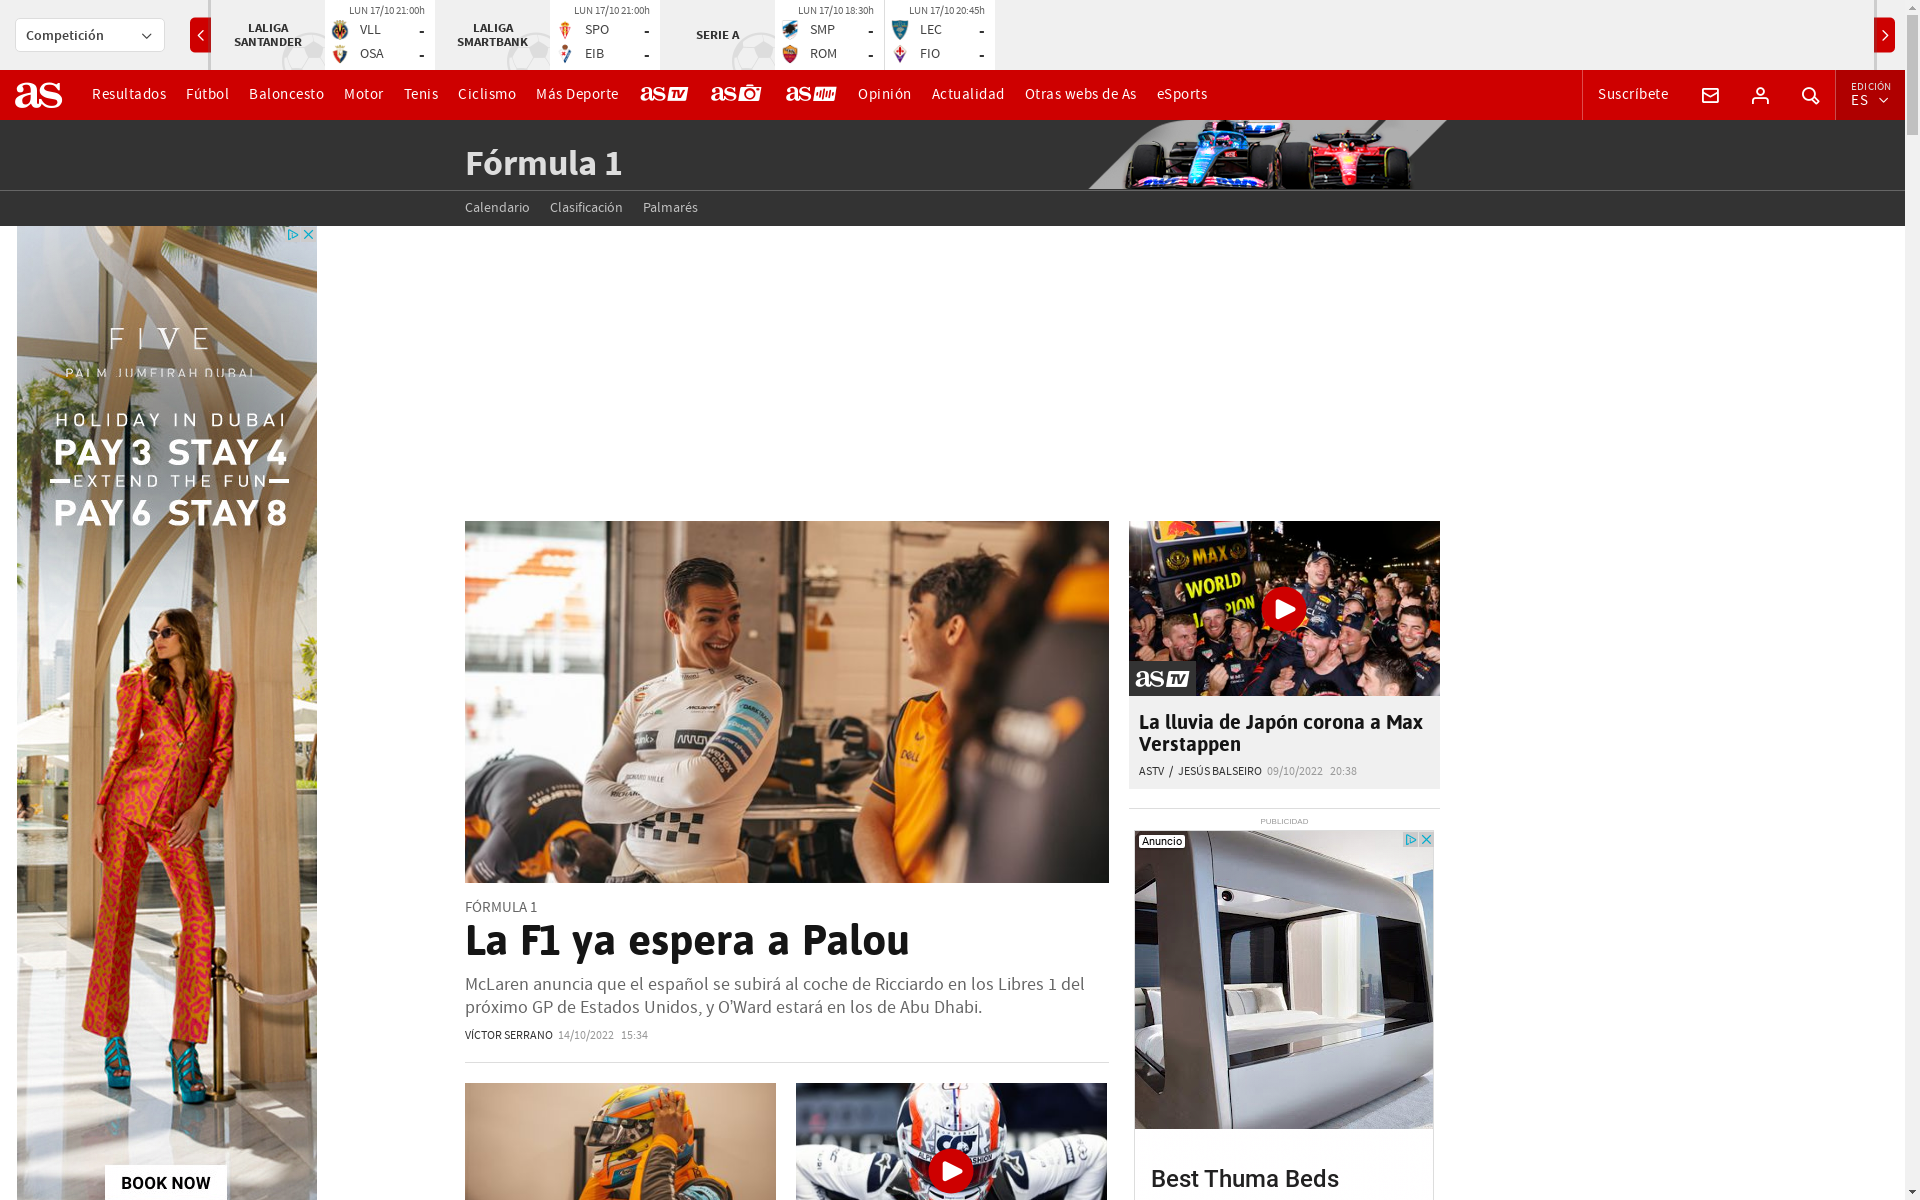 Competición
LALIGA
SANTANDER
LUN 17/10 21:00h
VLL -
OSA -
LALIGA
SMARTBANK
LUN 17/10 21:00h
SPO -
EIB -
SERIE A
LUN 17/10 18:30h
SMP -
ROM -
LUN 17/10 20:45h
LEC -
FIO -
as
Resultados
Fútbol
Baloncesto
Motor
Tenis
Ciclismo
Más Deporte
as TV
as
as
Opinión
Actualidad
Otras webs de As
eSports
Suscríbete
EDICIÓN
ES
Fórmula 1
Calendario
Clasificación
Palmarés
FIVE
PALM JUMEIRAH DUBAI
HOLIDAY IN DUBAI
PAY 3 STAY 4
EXTEND THE FUN
PAY 6 STAY 8
BOOK NOW
FÓRMULA 1
La F1 ya espera a Palou
McLaren anuncia que el español se subirá al coche de Ricciardo en los Libres 1 del
próximo GP de Estados Unidos, y O'Ward estará en los de Abu Dhabi.
VÍCTOR SERRANO 14/10/2022 15:34
MAX
WORLD
as TV
La lluvia de Japón corona a Max
Verstappen
ASTV / JESÚS BALSEIRO 09/10/2022 20:38
PUBLICIDAD
Anuncio
Best Thuma Beds